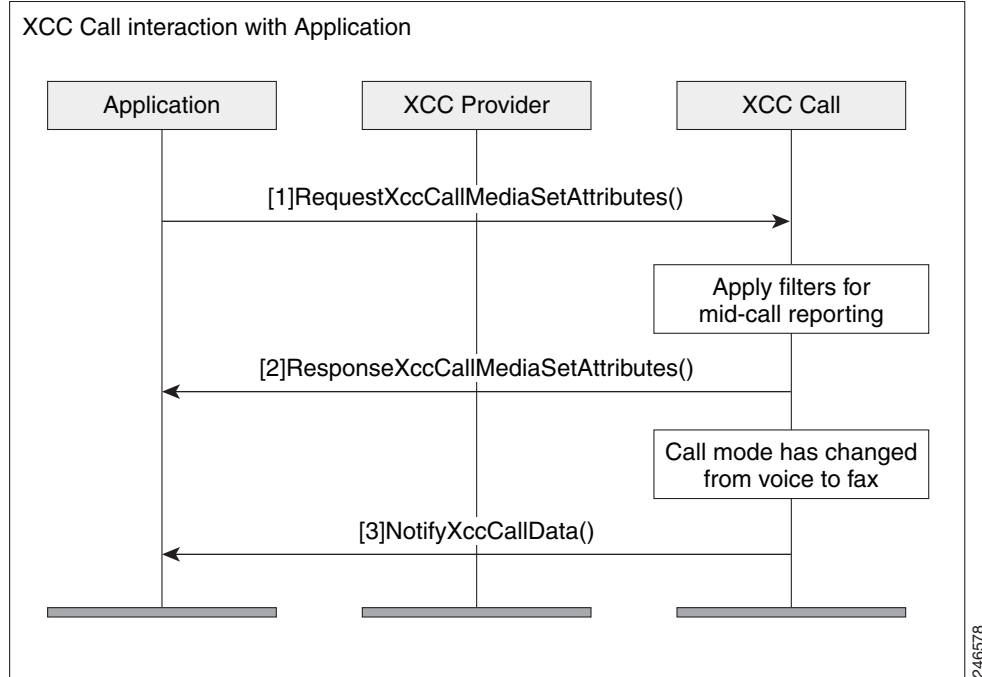 XCC Call interaction with Application
Application
XCC Provider
XCC Call
[1]RequestXccCallMediaSetAttributes()
Apply filters for
mid-call reporting
[2]ResponseXccCallMediaSetAttributes()
Call mode has changed
from voice to fax
[3]NotifyXccCallData()
246578